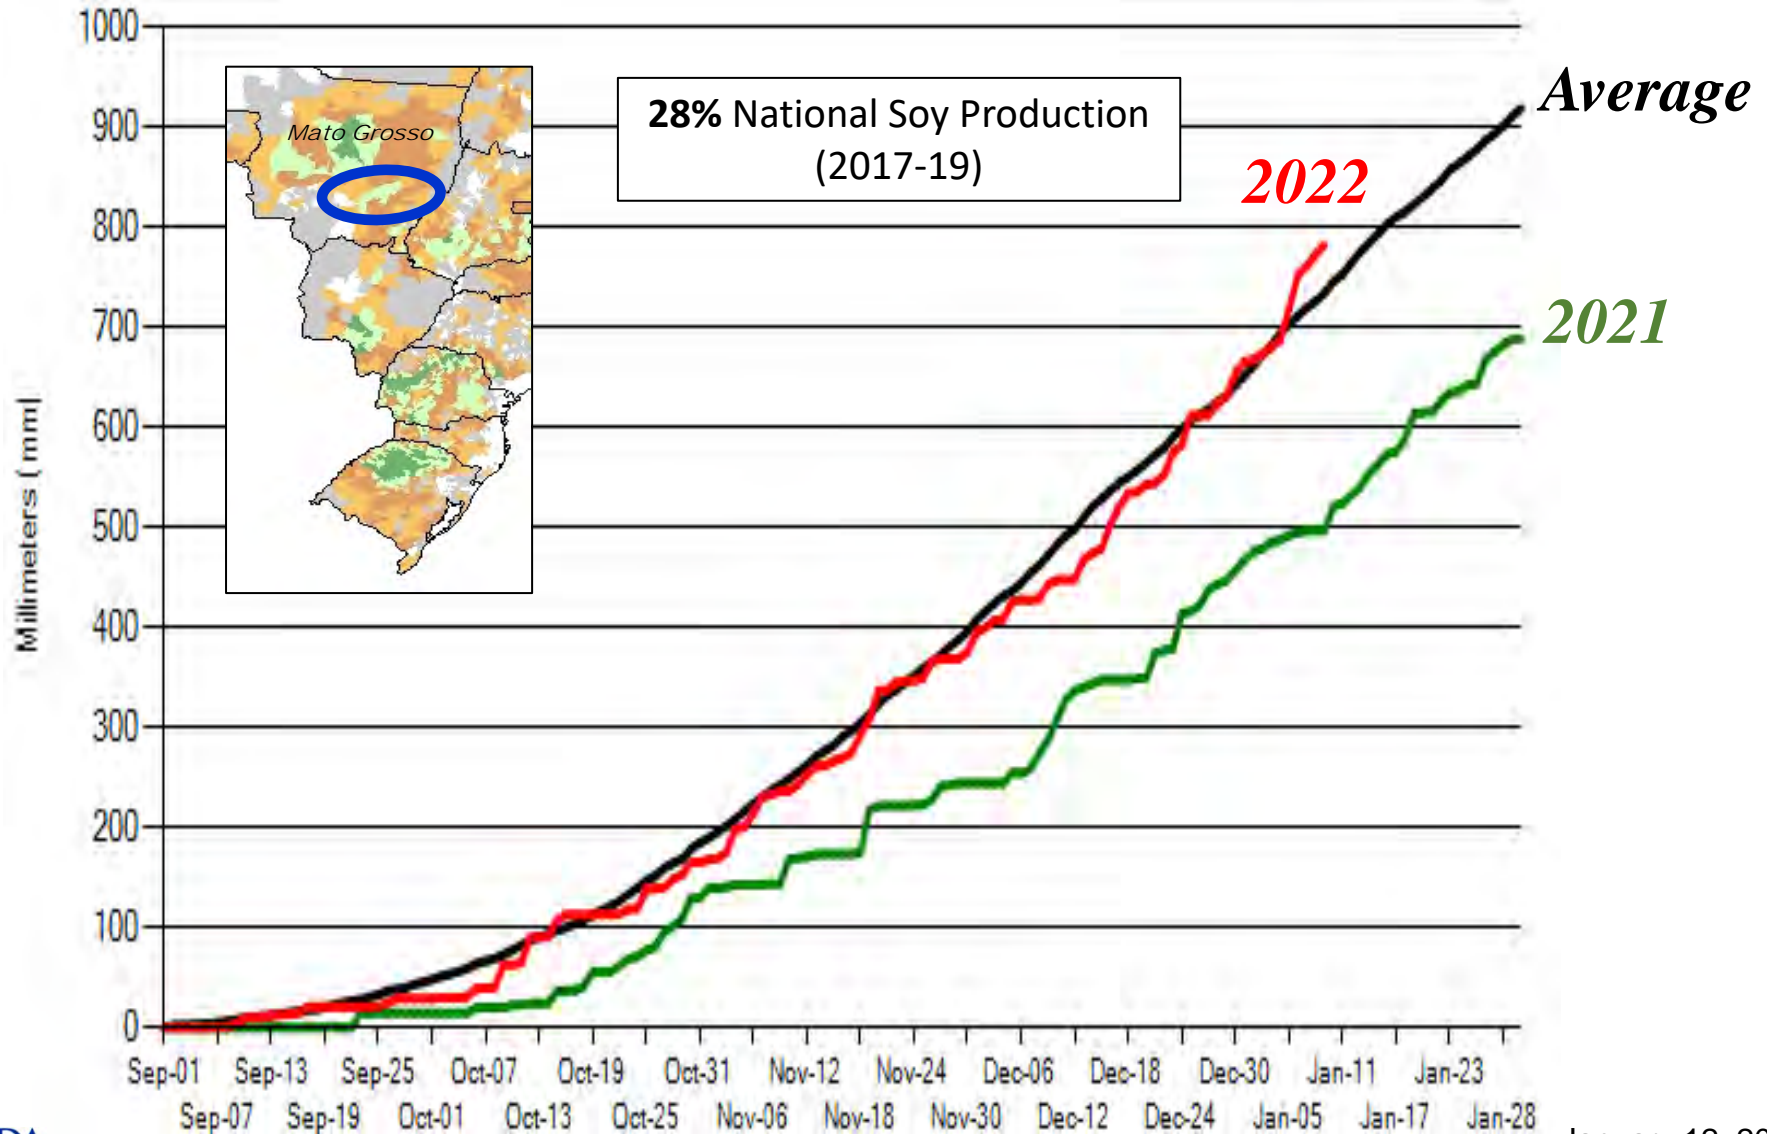 1000
Average
28% National Soy Production
(2017-19)
Mato Grosso
900
2022
800
2021
700
Millimeters ( mm)
600
500
400
300
200
100
0
Sep-01 Sep-13 Sep-25 Oct-07 Oct-19 Oct-31 Nov-12 Nov-24 Dec-06 Dec-18 Dec-30 Jan-11 Jan-23
Sep-07 Sep-19 Oct-01 Oct-13 Oct-25 Nov-06 Nov-18 Nov-30 Dec-12 Dec-24 Jan-05 Jan-17 Jan-28